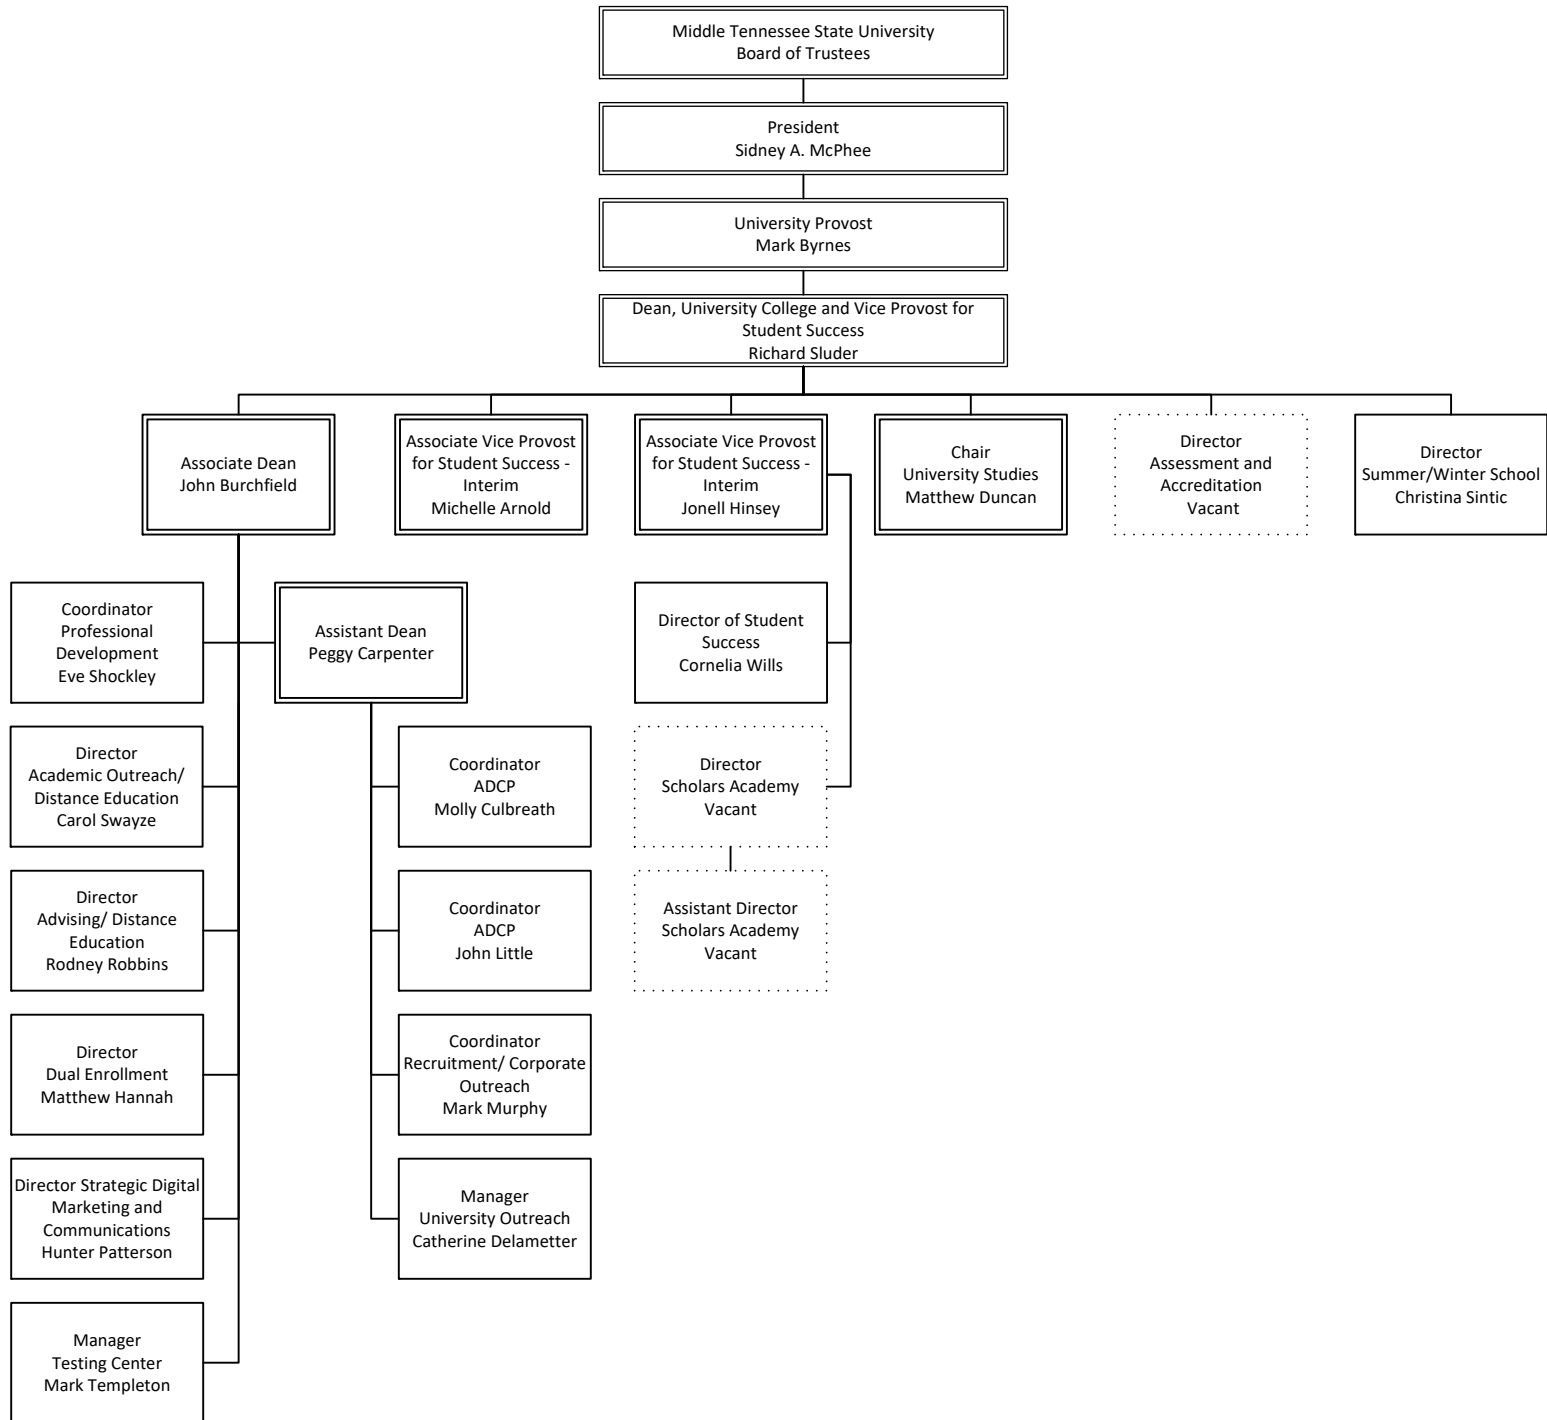 Middle Tennessee State University
Board of Trustees
President
Sidney A. McPhee
University Provost
Mark Byrnes
Dean, University College and Vice Provost for
Student Success
Richard Sluder
Associate Dean
John Burchfield
Associate Vice Provost
for Student Success -
Interim
Michelle Arnold
Associate Vice Provost
for Student Success -
Interim
Jonell Hinsey
Chair
University Studies
Matthew Duncan
Director
Assessment and
Accreditation
Vacant
Director
Summer/Winter School
Christina Sintic
Coordinator
Professional
Development
Eve Shockley
Assistant Dean
Peggy Carpenter
Director of Student
Success
Cornelia Wills
Director
Academic Outreach/
Distance Education
Carol Swayze
Coordinator
ADCP
Molly Culbreath
Director
Scholars Academy
Vacant
Director
Advising/ Distance
Education
Rodney Robbins
Coordinator
ADCP
John Little
Assistant Director
Scholars Academy
Vacant
Director
Dual Enrollment
Matthew Hannah
Coordinator
Recruitment/ Corporate
Outreach
Mark Murphy
Director Strategic Digital
Marketing and
Communications
Hunter Patterson
Manager
University Outreach
Catherine Delametter
Manager
Testing Center
Mark Templeton